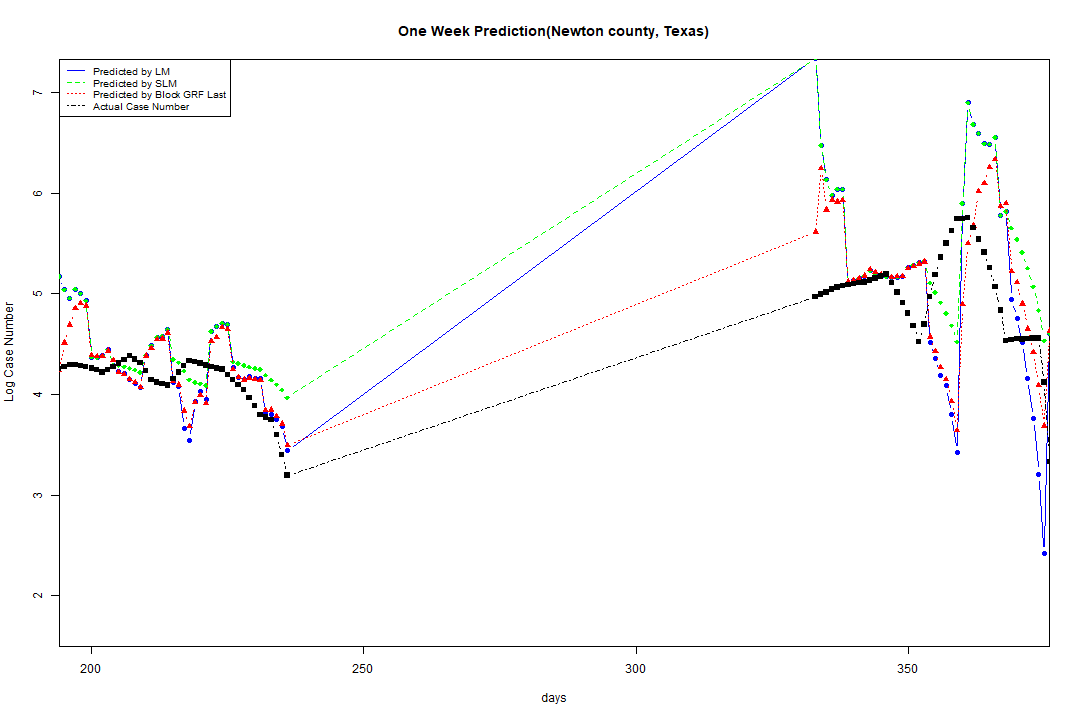 One Week Prediction(Newton county, Texas)
Predicted by LM
Predicted by SLM
Predicted by Block GRF Last
Actual Case Number
7
6
5
4
3
2
Log Case Number
200 250 300 350
days